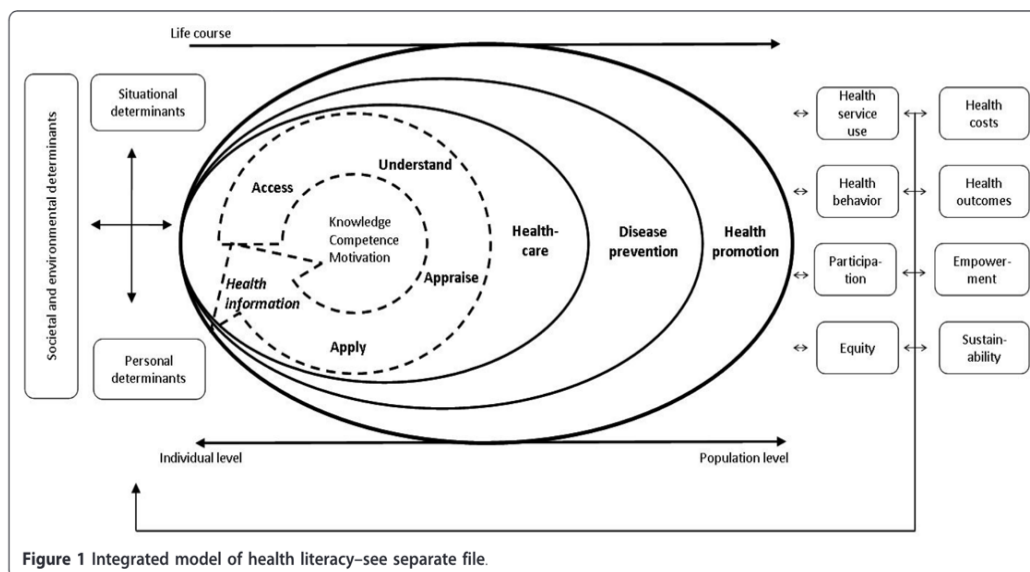 Life course
Societal and environmental determinants
Situational
determinants
Personal
determinants
Access
Understand
Knowledge
Competence
Motivation
Health
information
Appraise
Apply
Health-
care
Disease
prevention
Health
promotion
Health
service
use
Health
costs
Health
behavior
Health
outcomes
Participa-
tion
Empower-
ment
Equity
Sustain-
ability
Individual level
Population level
Figure 1 Integrated model of health literacy–see separate file.